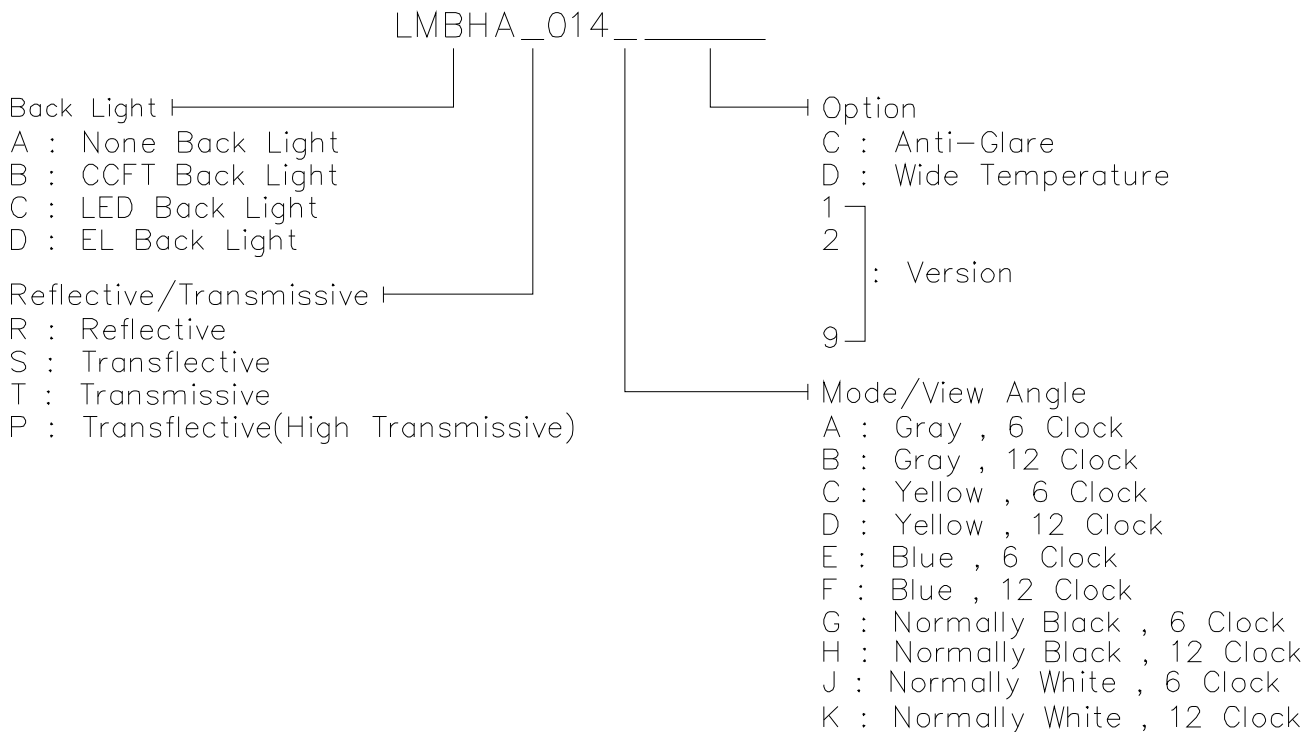 LMBHA_014_ ______
Back Light
A : None Back Light
B : CCFT Back Light
C : LED Back Light
D : EL Back Light
Reflective/Transmissive
R : Reflective
S : Transflective
T : Transmissive
P : Transflective(High Transmissive)
Option
C : Anti-Glare
D : Wide Temperature
1
2
: Version
9
Mode/View Angle
A : Gray , 6 Clock
B : Gray , 12 Clock
C : Yellow , 6 Clock
D : Yellow , 12 Clock
E : Blue , 6 Clock
F : Blue , 12 Clock
G : Normally Black , 6 Clock
H : Normally Black , 12 Clock
J : Normally White , 6 Clock
K : Normally White , 12 Clock